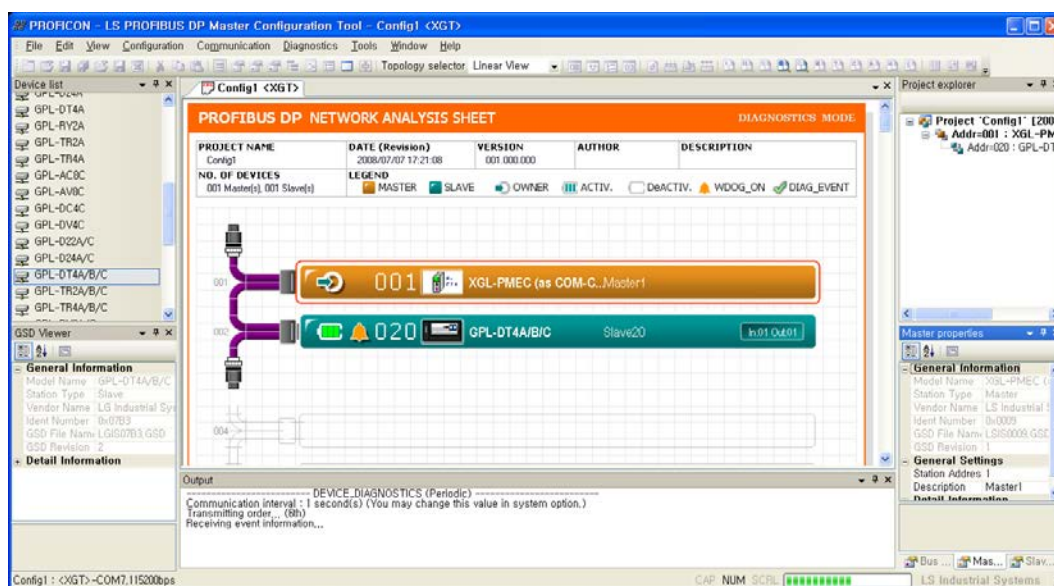 PROFICON - LS PROFIBUS DP Master Configuration Tool - Config1 <XGT>
File Edit View Configuration Communication Diagnostics Tools Window Help
Topology selector Linear View
Device list
GPL-DT4A
GPL-RY2A
GPL-TR2A
GPL-TR4A
GPL-AC8C
GPL-AV8C
GPL-DC4C
GPL-DV4C
GPL-D22A/C
GPL-D24A/C
GPL-DT4A/B/C
GPL-TR2A/B/C
GPL-TR4A/B/C
GSD Viewer
General Information
Model Name GPL-DT4A/B/C
Station Type Slave
Vendor Name LG Industrial Sy
Ident Number 0x07B3
GSD File Nam LGIS07B3.GSD
GSD Revision 2
Detail Information
Config1 <XGT>
PROFIBUS DP NETWORK ANALYSIS SHEET
DIAGNOSTICS MODE
PROJECT NAME DATE (Revision) VERSION AUTHOR DESCRIPTION
Config1 2008/07/07 17:21:08 001.000.000
NO. OF DEVICES LEGEND
001 Master(s), 001 Slave(s) MASTER SLAVE OWNER ACTIV. DeACTIV. WDOG_ON DIAG_EVENT
001 001 XGL-PMEC (as COM-C...Master1
002 020 GPL-DT4A/B/C Slave20 In:01 Out:01
004
Output
-------------------------- DEVICE_DIAGNOSTICS (Periodic) --------------------------
Communication interval : 1 second(s) (You may change this value in system option.)
Transmitting order,,, (6th)
Receiving event information,,,
Project explorer
Project 'Config1' [200
Addr=001 : XGL-PM
Addr=020 : GPL-DT
Master properties
General Information
Model Name XGL-PMEC (
Station Type Master
Vendor Name LS Industrial
Ident Number 0x0009
GSD File Nam LSIS0009.GSD
GSD Revision 1
General Settings
Station Addres 1
Description Master1
Detail Information
Bus ... Mas... Slav...
Config1 : <XGT>-COM7,115200bps
CAP NUM SCRL
LS Industrial Systems